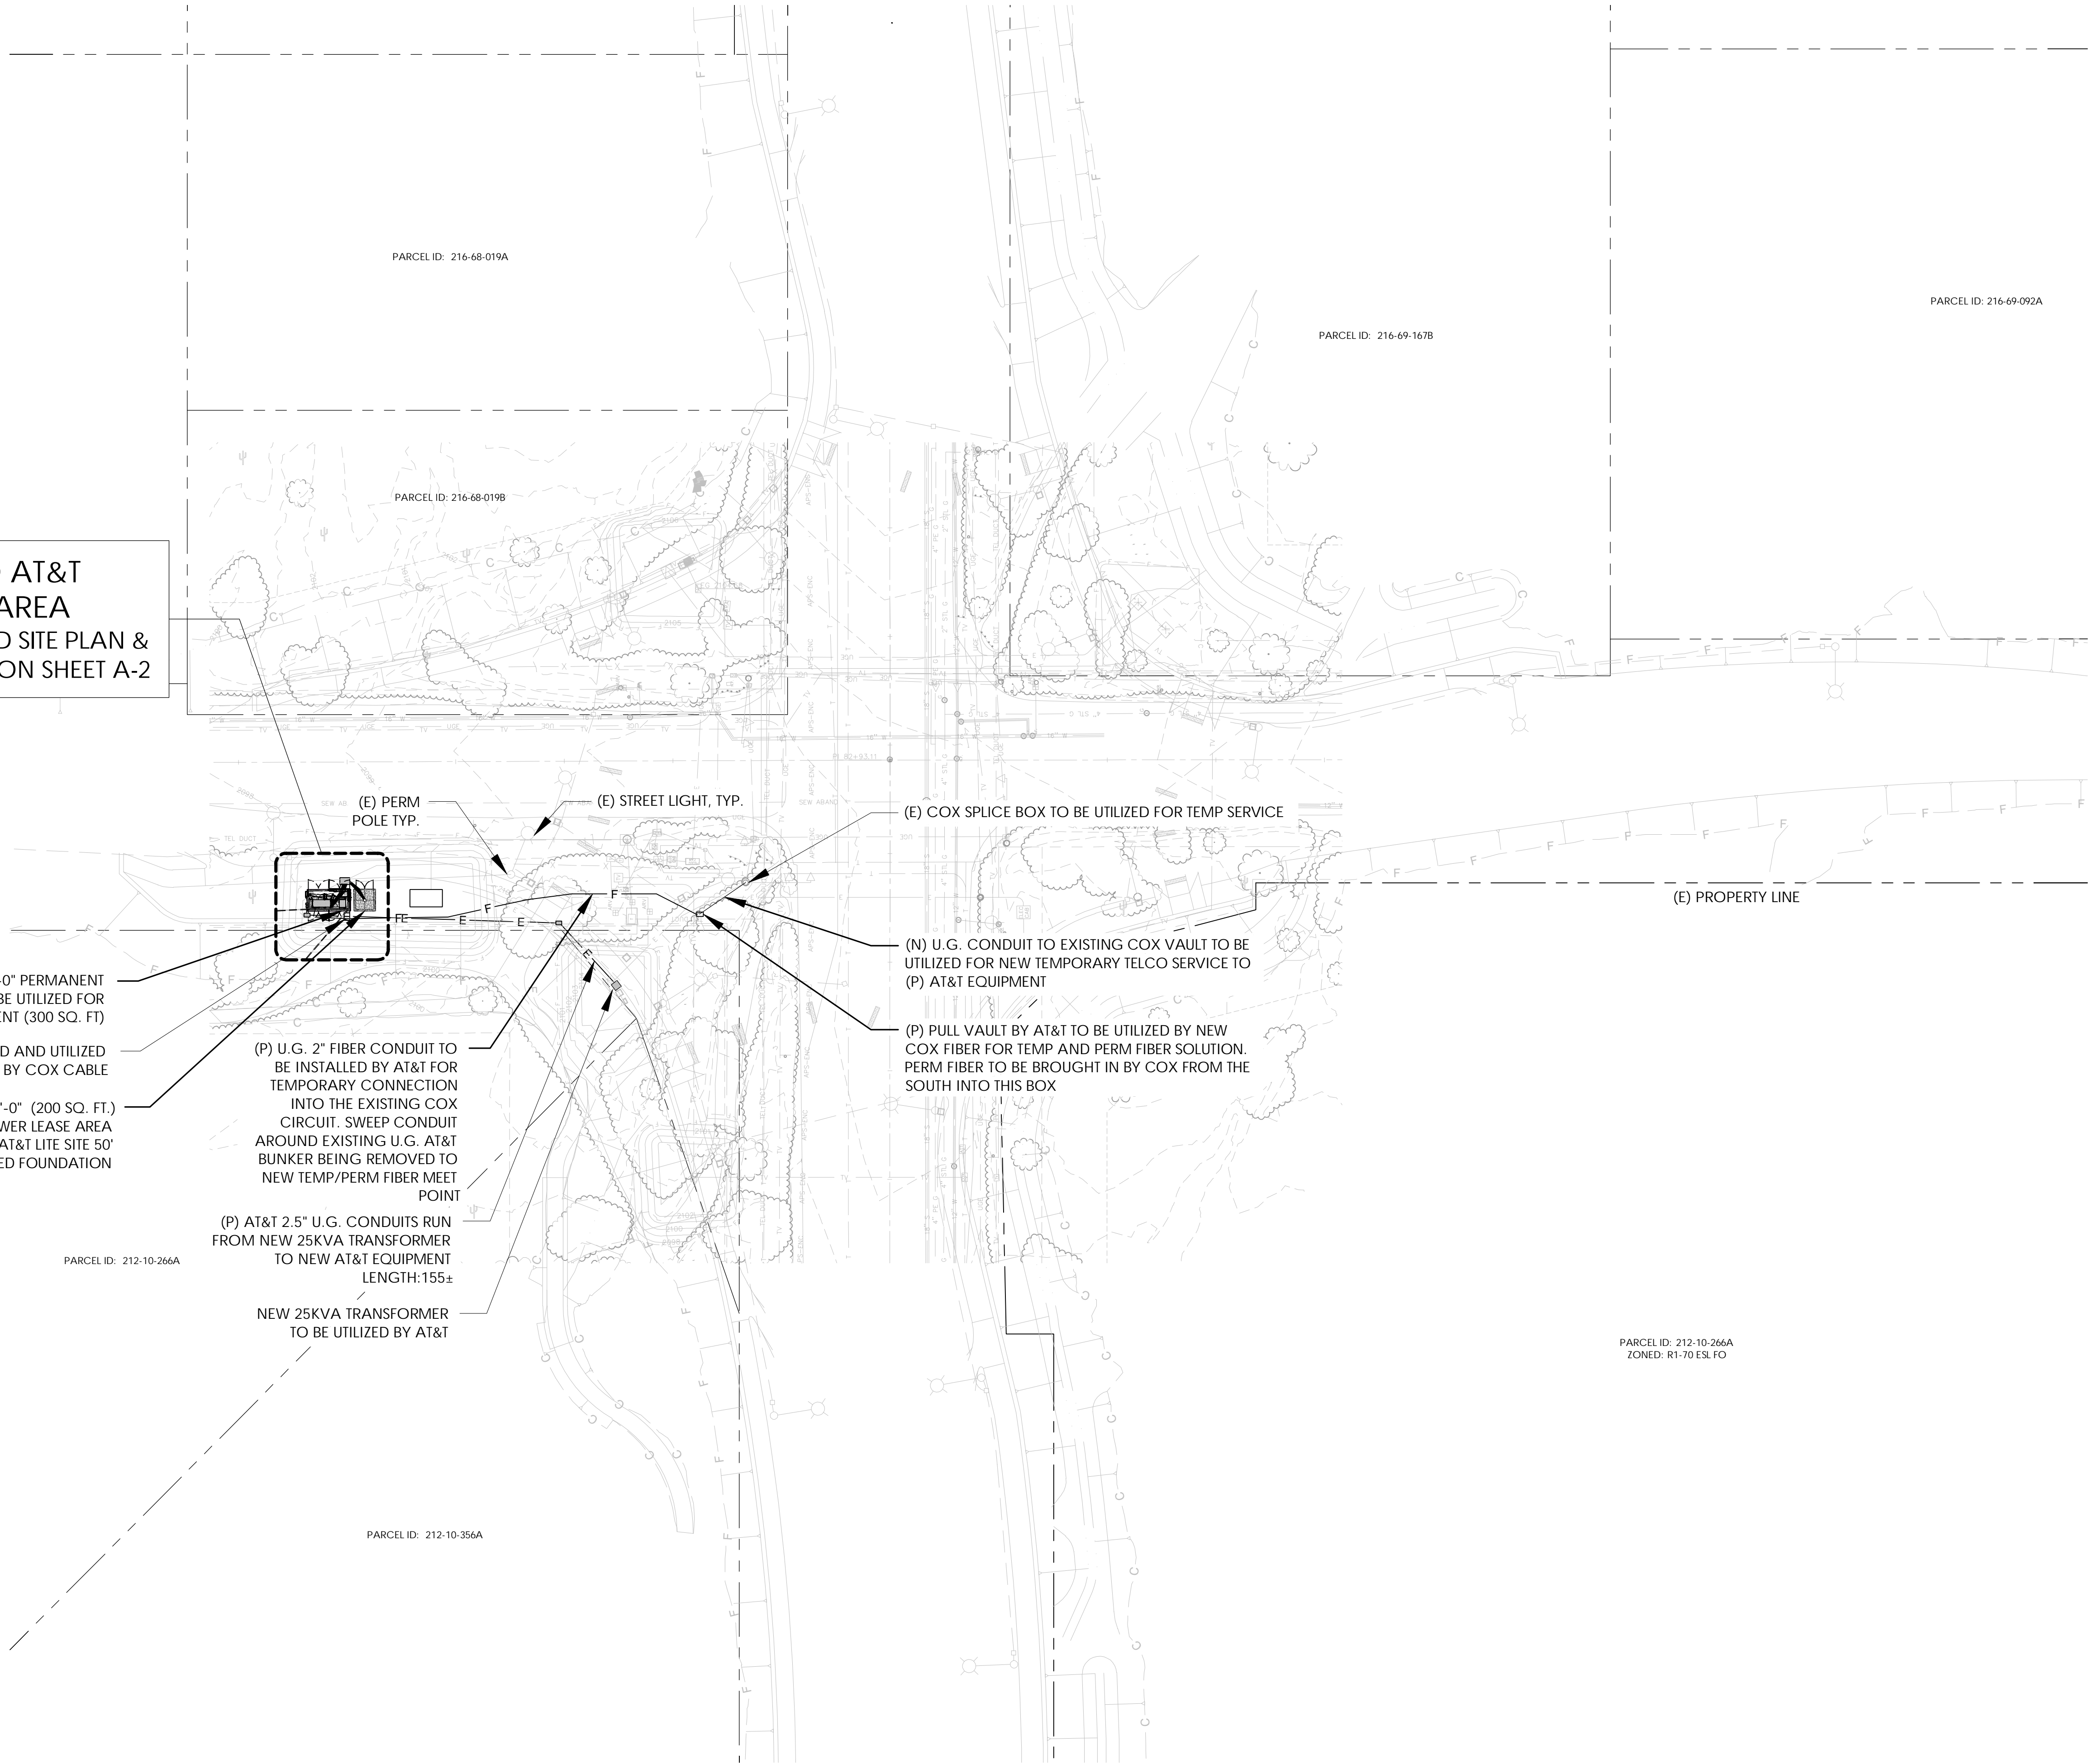 PARCEL ID: 216-68-019A
PARCEL ID: 216-69-092A
PARCEL ID: 216-69-167B
PARCEL ID: 216-68-019B
AT&T
AREA
D SITE PLAN &
ON SHEET A-2
(E) PERM
POLE TYP.
(E) STREET LIGHT, TYP.
(E) COX SPLICE BOX TO BE UTILIZED FOR TEMP SERVICE
(E) PROPERTY LINE
(N) U.G. CONDUIT TO EXISTING COX VAULT TO BE
UTILIZED FOR NEW TEMPORARY TELCO SERVICE TO
(P) AT&T EQUIPMENT
(P) PULL VAULT BY AT&T TO BE UTILIZED BY NEW
COX FIBER FOR TEMP AND PERM FIBER SOLUTION.
PERM FIBER TO BE BROUGHT IN BY COX FROM THE
SOUTH INTO THIS BOX
-0" PERMANENT
BE UTILIZED FOR
ENT (300 SQ. FT)
D AND UTILIZED
BY COX CABLE
'-0" (200 SQ. FT.)
WER LEASE AREA
AT&T LITE SITE 50'
ED FOUNDATION
(P) U.G. 2" FIBER CONDUIT TO
BE INSTALLED BY AT&T FOR
TEMPORARY CONNECTION
INTO THE EXISTING COX
CIRCUIT. SWEEP CONDUIT
AROUND EXISTING U.G. AT&T
BUNKER BEING REMOVED TO
NEW TEMP/PERM FIBER MEET
POINT
(P) AT&T 2.5" U.G. CONDUITS RUN
FROM NEW 25KVA TRANSFORMER
TO NEW AT&T EQUIPMENT
LENGTH:155±
NEW 25KVA TRANSFORMER
TO BE UTILIZED BY AT&T
PARCEL ID: 212-10-266A
PARCEL ID: 212-10-266A
ZONED: R1-70 ESL FO
PARCEL ID: 212-10-356A
F
F
FE
E
E
E
SEW ABAND
TEL DUCT
18" W
PI 82+93.11